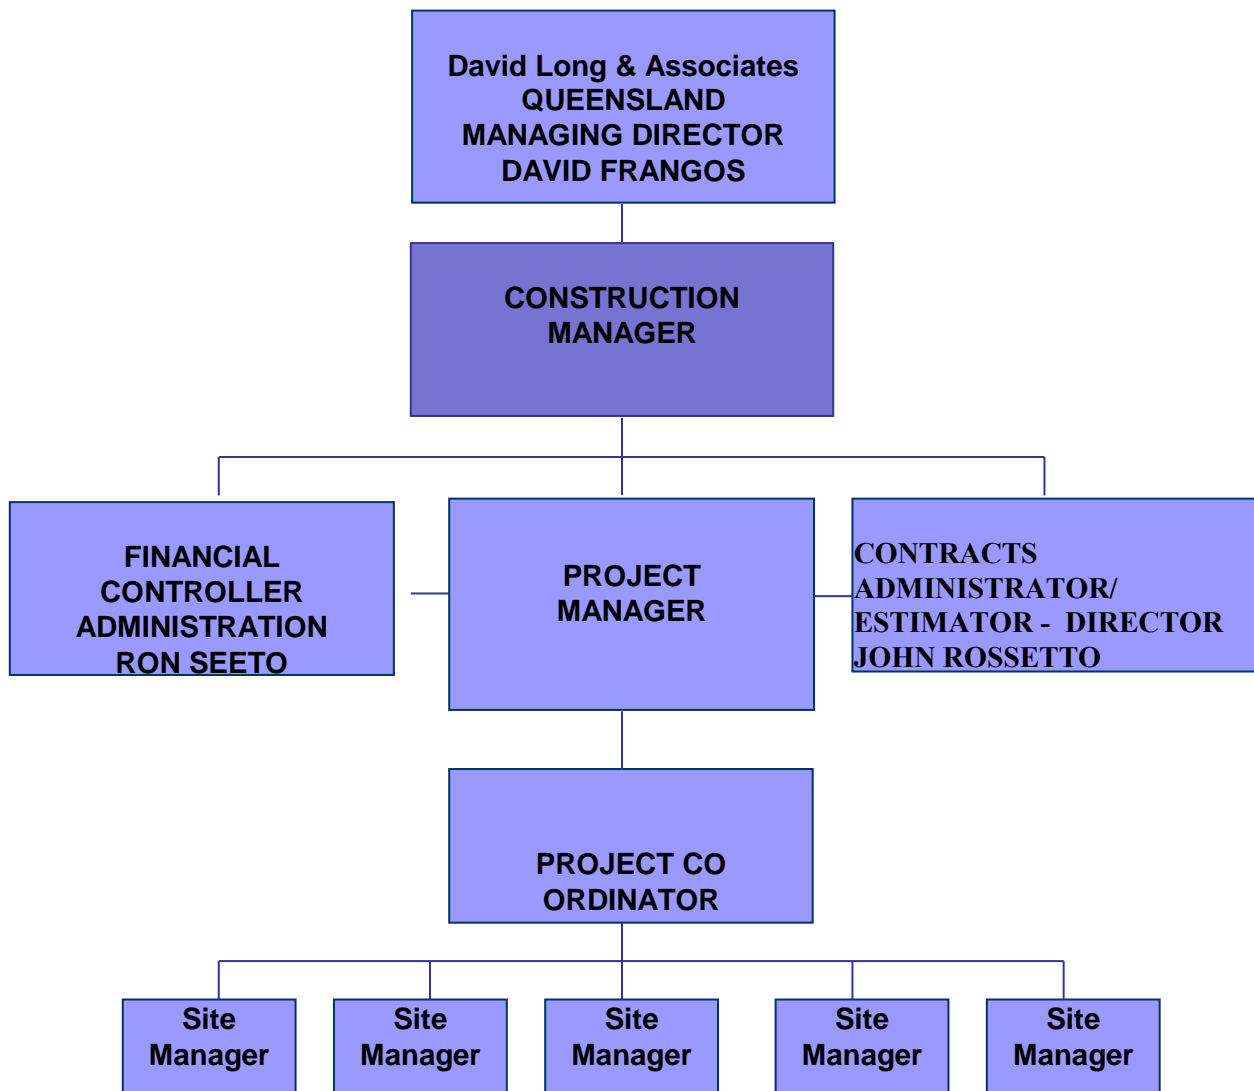 David Long & Associates
QUEENSLAND
MANAGING DIRECTOR
DAVID FRANGOS
CONSTRUCTION
MANAGER
FINANCIAL
CONTROLLER
ADMINISTRATION
RON SEETO
PROJECT
MANAGER
CONTRACTS
ADMINISTRATOR/
ESTIMATOR - DIRECTOR
JOHN ROSSETTO
PROJECT CO
ORDINATOR
Site
Manager
Site
Manager
Site
Manager
Site
Manager
Site
Manager